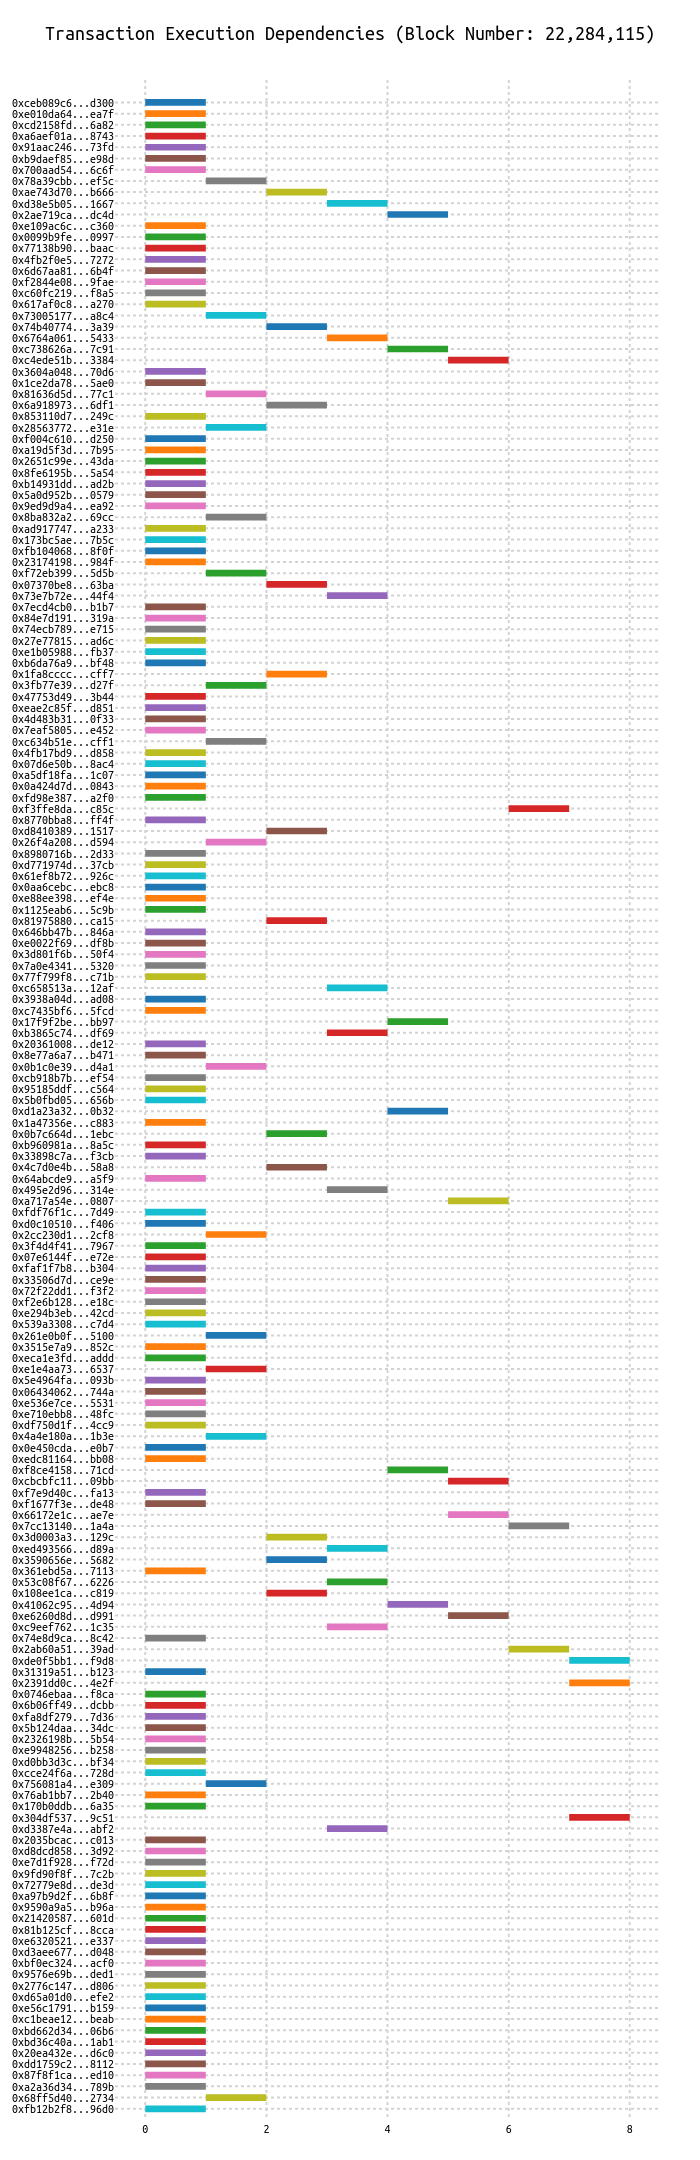 Transaction Execution Dependencies (Block Number: 22,284,115)
0xceb089c6...d300
0xe010da64...ea7f
0xcd2158fd...6a82
0xa6aef01a...8743
0x91aac246...73fd
0xb9daef85...e98d
0x700aad54...6c6f
0x78a39cbb...ef5c
0xae743d70...b666
0xd38e5b05...1667
0x2ae719ca...dc4d
0xe109ac6c...c360
0x0099b9fe...0997
0x77138b90...baac
0x4fb2f0e5...7272
0x6d67aa81...6b4f
0xf2844e08...9fae
0xc60fc219...f8a5
0x617af0c8...a270
0x73005177...a8c4
0x74b40774...3a39
0x6764a061...5433
0xc738626a...7c91
0xc4ede51b...3384
0x3604a048...70d6
0x1ce2da78...5ae0
0x81636d5d...77c1
0x6a918973...6df1
0x853110d7...249c
0x28563772...e31e
0xf004c610...d250
0xa19d5f3d...7b95
0x2651c99e...43da
0x8fe6195b...5a54
0xb14931dd...ad2b
0x5a0d952b...0579
0x9ed9d9a4...ea92
0x8ba832a2...69cc
0xad917747...a233
0x173bc5ae...7b5c
0xfb104068...8f0f
0x23174198...984f
0xf72eb399...5d5b
0x07370be8...63ba
0x73e7b72e...44f4
0x7ecd4cb0...b1b7
0x84e7d191...319a
0x74ecb789...e715
0x27e77815...ad6c
0xe1b05988...fb37
0xb6da76a9...bf48
0x1fa8cccc...cff7
0x3fb77e39...d27f
0x47753d49...3b44
0xeae2c85f...d851
0x4d483b31...0f33
0x7eaf5805...e452
0xc634b51e...cff1
0x4fb17bd9...d858
0x07d6e50b...8ac4
0xa5df18fa...1c07
0x0a424d7d...0843
0xfd98e387...a2f0
0xf3ffe8da...c85c
0x8770bba8...ff4f
0xd8410389...1517
0x26f4a208...d594
0x8980716b...2d33
0xd771974d...37cb
0x61ef8b72...926c
0x0aa6cebc...ebc8
0xe88ee398...ef4e
0x1125eab6...5c9b
0x81975880...ca15
0x646bb47b...846a
0xe0022f69...df8b
0x3d801f6b...50f4
0x7a0e4341...5320
0x77f799f8...c71b
0xc658513a...12af
0x3938a04d...ad08
0xc7435bf6...5fcd
0x17f9f2be...bb97
0xb3865c74...df69
0x20361008...de12
0x8e77a6a7...b471
0x0b1c0e39...d4a1
0xcb918b7b...ef54
0x95185ddf...c564
0x5b0fbd05...656b
0xd1a23a32...0b32
0x1a47356e...c883
0x0b7c664d...1ebc
0xb960981a...8a5c
0x33898c7a...f3cb
0x4c7d0e4b...58a8
0x64abcde9...a5f9
0x495e2d96...314e
0xa717a54e...0807
0xfdf76f1c...7d49
0xd0c10510...f406
0x2cc230d1...2cf8
0x3f4d4f41...7967
0x07e6144f...e72e
0xfaf1f7b8...b304
0x33506d7d...ce9e
0x72f22dd1...f3f2
0xf2e6b128...e18c
0xe294b3eb...42cd
0x539a3308...c7d4
0x261e0b0f...5100
0x3515e7a9...852c
0xeca1e3fd...addd
0xe1e4aa73...6537
0x5e4964fa...093b
0x06434062...744a
0xe536e7ce...5531
0xe710ebb8...48fc
0xdf750d1f...4cc9
0x4a4e180a...1b3e
0x0e450cda...e0b7
0xedc81164...bb08
0xf8ce4158...71cd
0xcbcbfc11...09bb
0xf7e9d40c...fa13
0xf1677f3e...de48
0x66172e1c...ae7e
0x7cc13140...1a4a
0x3d0003a3...129c
0xed493566...d89a
0x3590656e...5682
0x361ebd5a...7113
0x53c08f67...6226
0x108ee1ca...c819
0x41062c95...4d94
0xe6260d8d...d991
0xc9eef762...1c35
0x74e8d9ca...8c42
0x2ab60a51...39ad
0xde0f5bb1...f9d8
0x31319a51...b123
0x2391dd0c...4e2f
0x0746ebaa...f8ca
0x6b06ff49...dcbb
0xfa8df279...7d36
0x5b124daa...34dc
0x2326198b...5b54
0xe9948256...b258
0xd0bb3d3c...bf34
0xcce24f6a...728d
0x756081a4...e309
0x76ab1bb7...2b40
0x170b0ddb...6a35
0x304df537...9c51
0xd3387e4a...abf2
0x2035bcac...c013
0xd8dcd858...3d92
0xe7d1f928...f72d
0x9fd90f8f...7c2b
0x72779e8d...de3d
0xa97b9d2f...6b8f
0x9590a9a5...b96a
0x21420587...601d
0x81b125cf...8cca
0xe6320521...e337
0xd3aee677...d048
0xbf0ec324...acf0
0x9576e69b...ded1
0x2776c147...d806
0xd65a01d0...efe2
0xe56c1791...b159
0xc1beae12...beab
0xbd662d34...06b6
0xbd36c40a...1ab1
0x20ea432e...d6c0
0xdd1759c2...8112
0x87f8f1ca...ed10
0xa2a36d34...789b
0x68ff5d40...2734
0xfb12b2f8...96d0
0 2 4 6 8